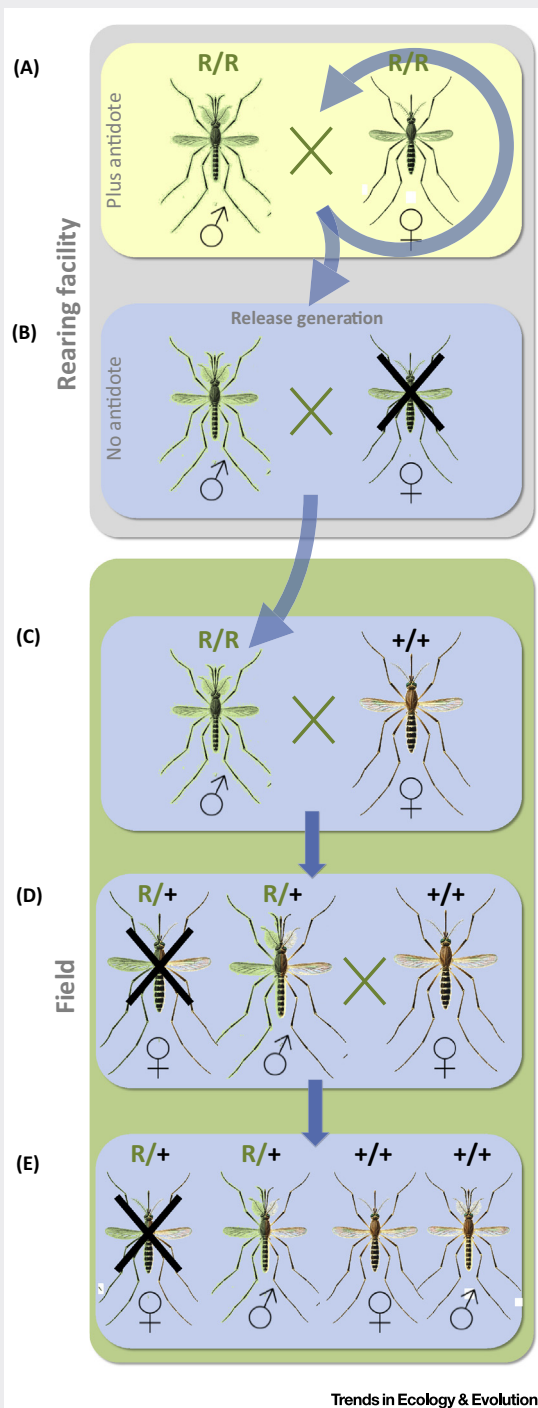 (A)
R/R
R/R
Plus antidote
♂
♀
Rearing facility
(B)
Release generation
No antidote
♂
♀
(C)
R/R
+/+
♂
♀
Field
(D)
R/+
R/+
+/+
♀
♂
♀
(E)
R/+
R/+
+/+
+/+
♀
♂
♀
♂
Trends in Ecology & Evolution